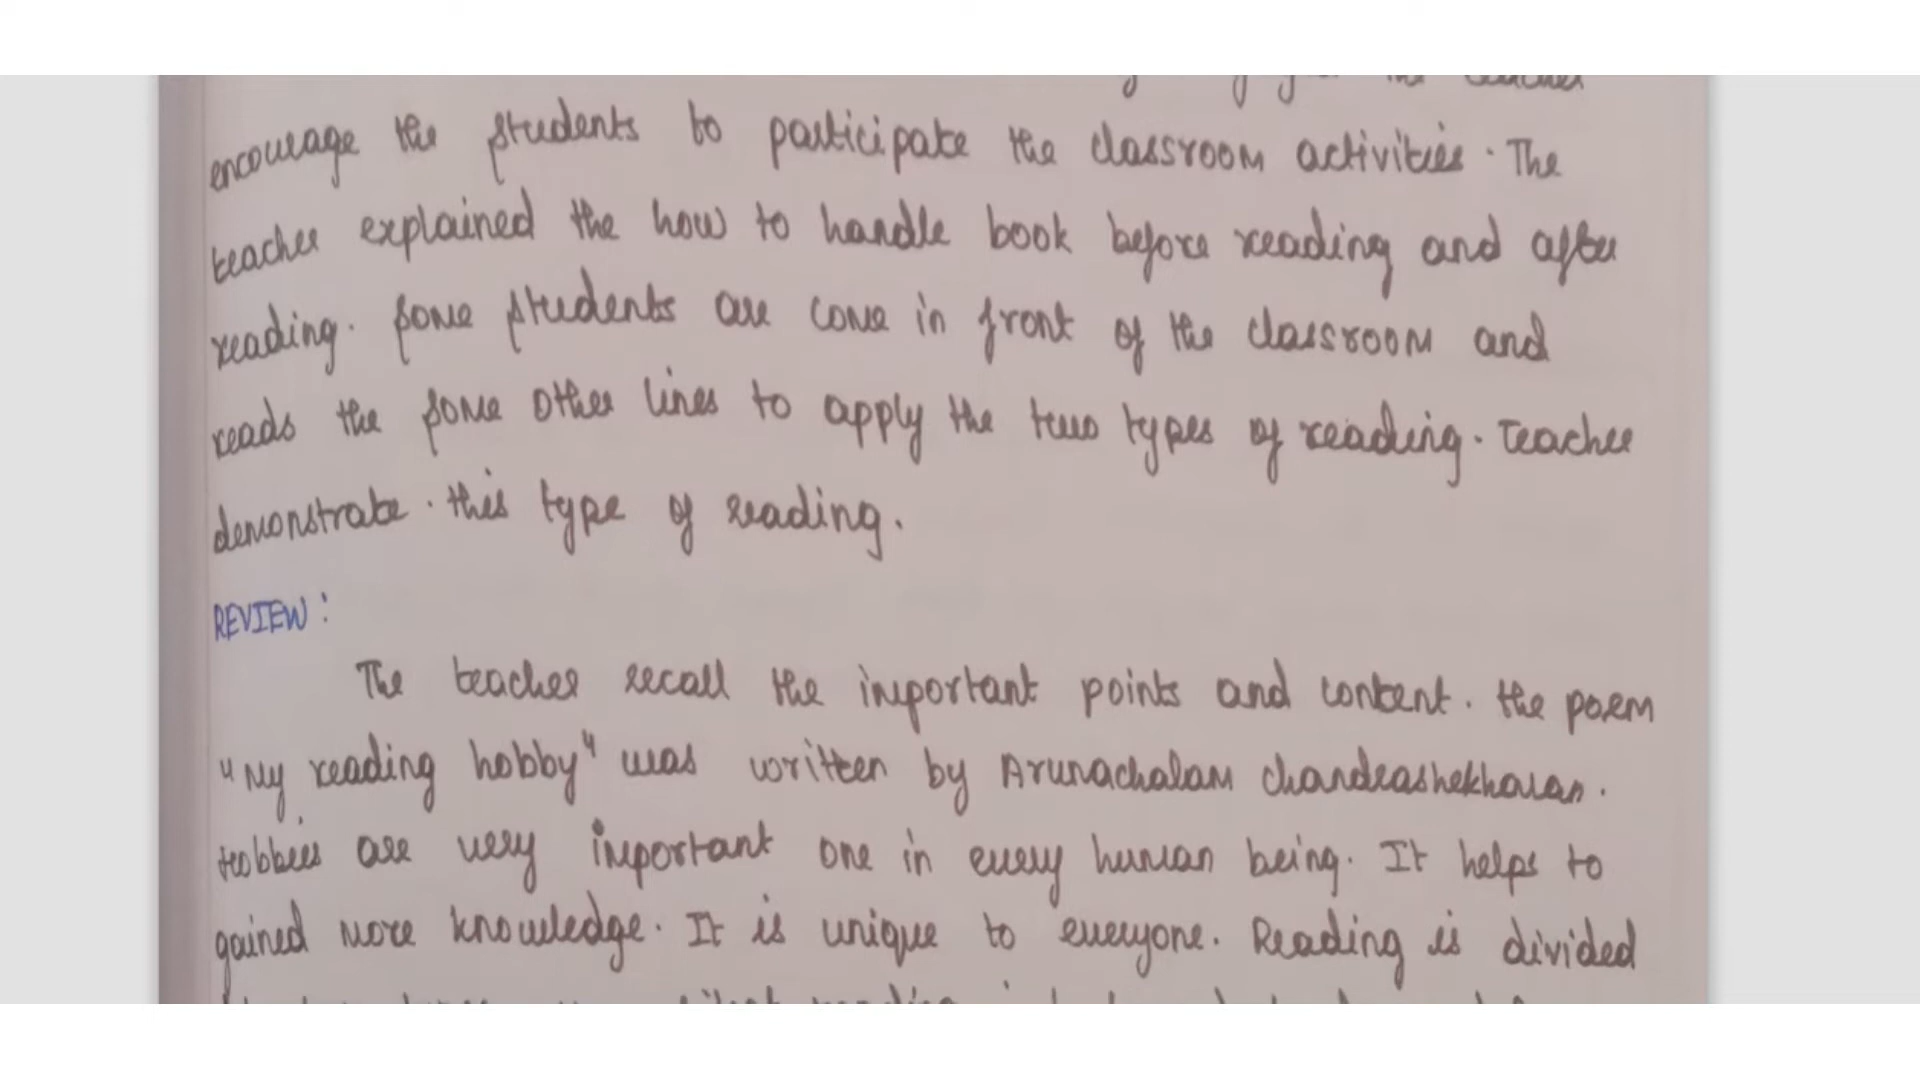 the teacher
encourage the students to participate the classroom activities. The
teacher explained the how to handle book before reading and after
reading. Some students are come in front of the classroom and
reads the some other lines to apply the two types of reading. Teacher
demonstrate. this type of reading.
REVIEW:
The teacher recall the important points and content. the poem
"My reading hobby" was written by Arunachalam chandrashekharan.
Hobbies are very important one in every human being. It helps to
gained more knowledge. It is unique to everyone. Reading is divided